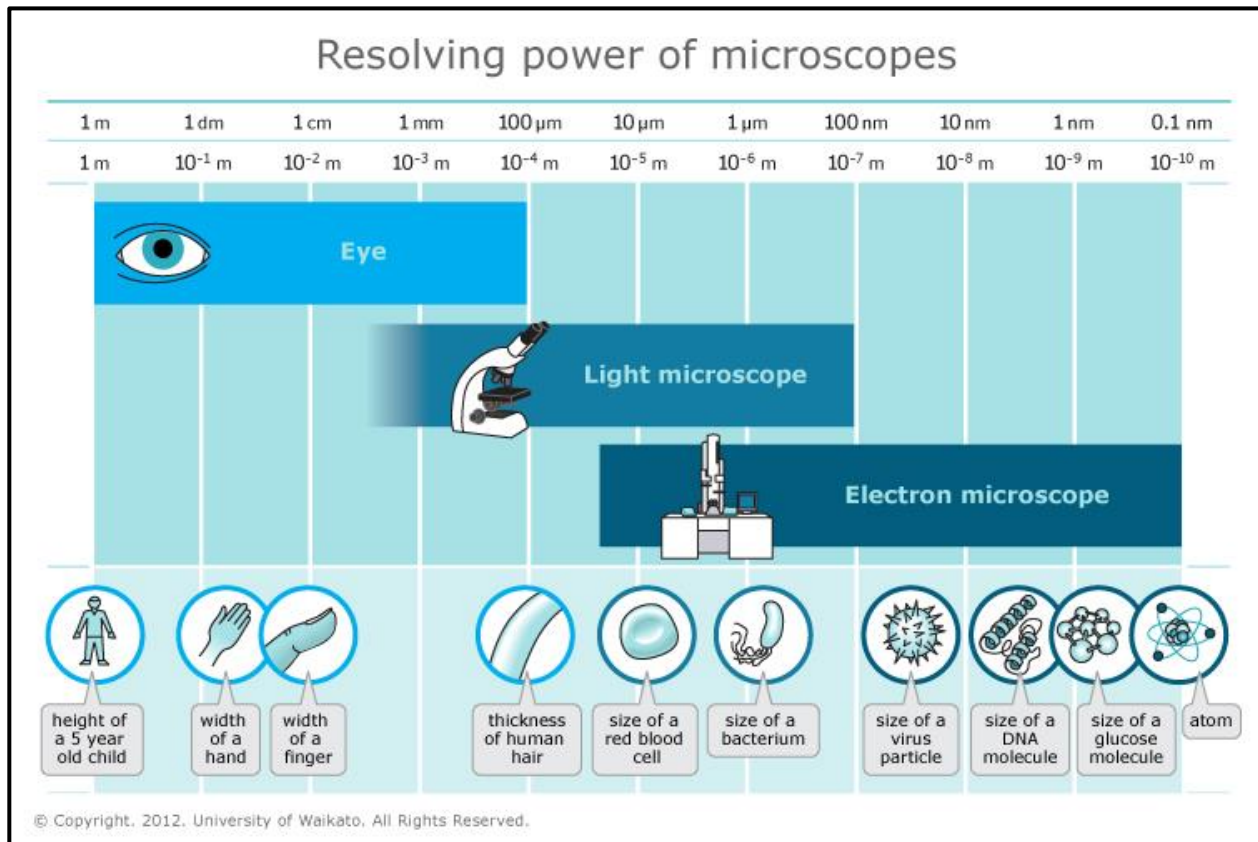 Resolving power of microscopes
1 m 1 dm 1 cm 1 mm 100 μm 10 μm 1 μm 100 nm 10 nm 1 nm 0.1 nm
1 m 10⁻¹ m 10⁻² m 10⁻³ m 10⁻⁴ m 10⁻⁵ m 10⁻⁶ m 10⁻⁷ m 10⁻⁸ m 10⁻⁹ m 10⁻¹⁰ m
Eye
Light microscope
Electron microscope
height of
a 5 year
old child
width
of a
hand
width
of a
finger
thickness
of human
hair
size of a
red blood
cell
size of a
bacterium
size of a
virus
particle
size of a
DNA
molecule
size of a
glucose
molecule
atom
© Copyright. 2012. University of Waikato. All Rights Reserved.